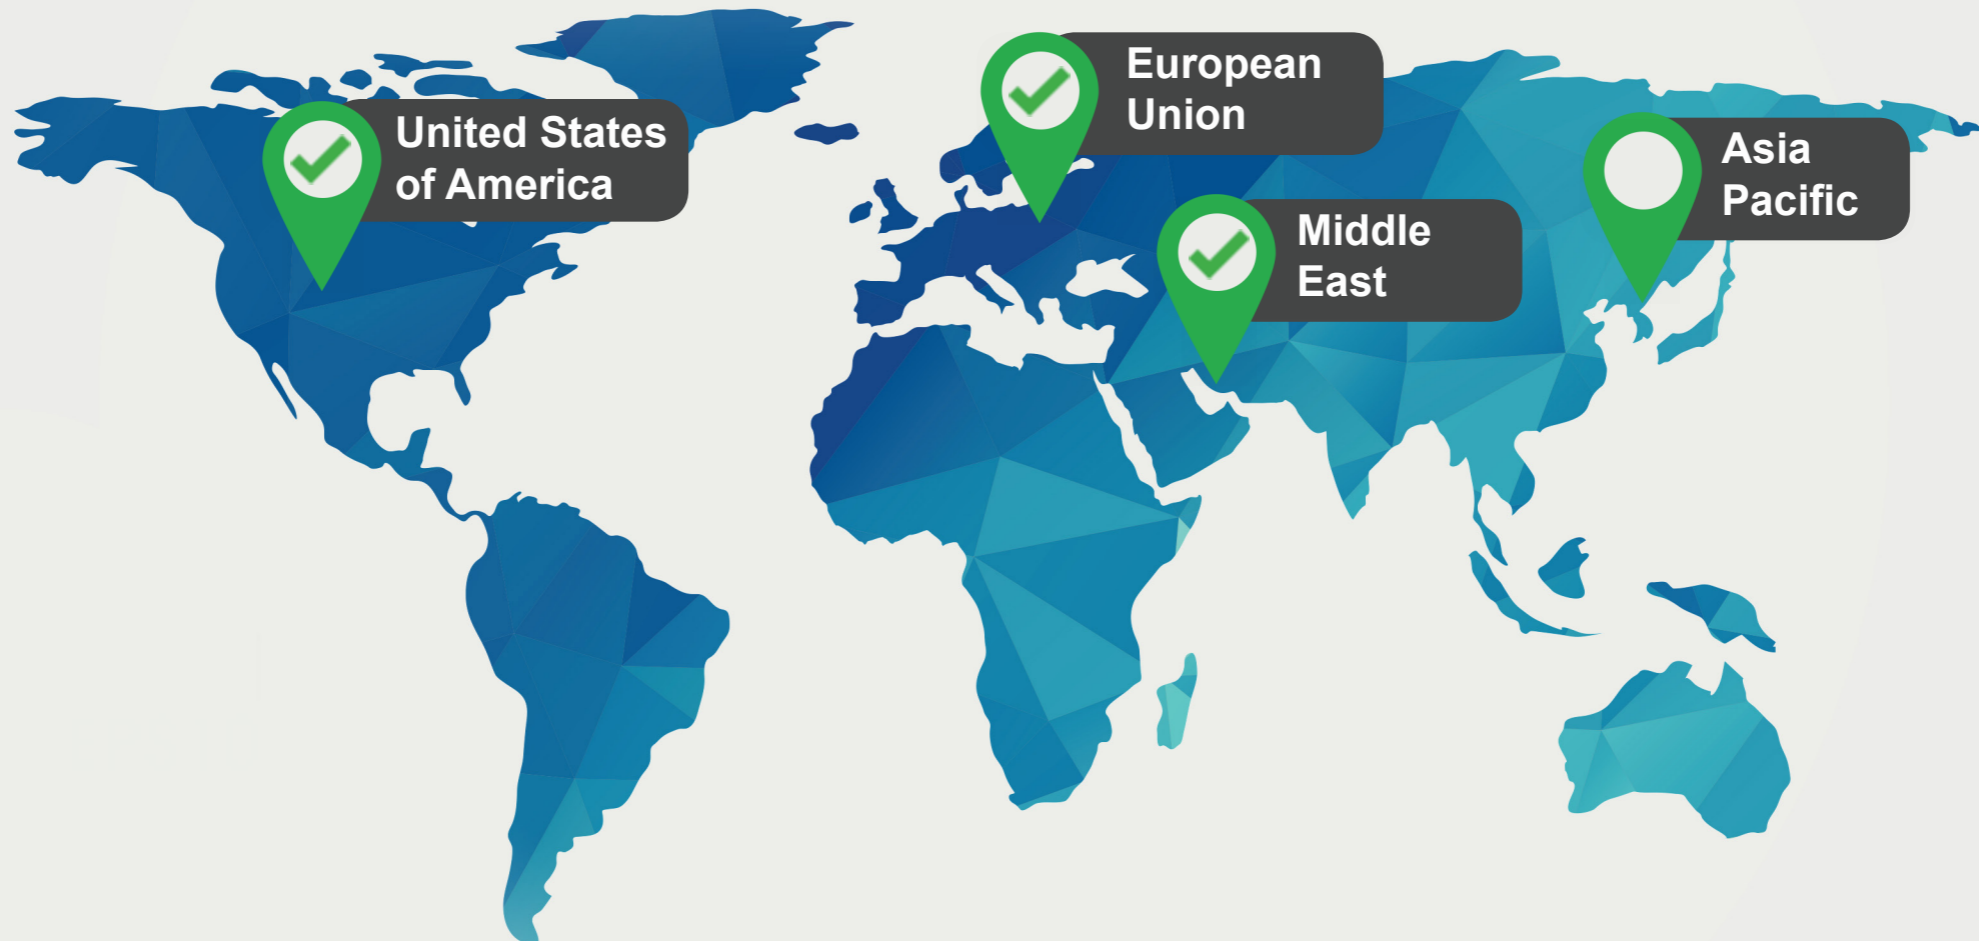 United States
of America
European
Union
Middle
East
Asia
Pacific